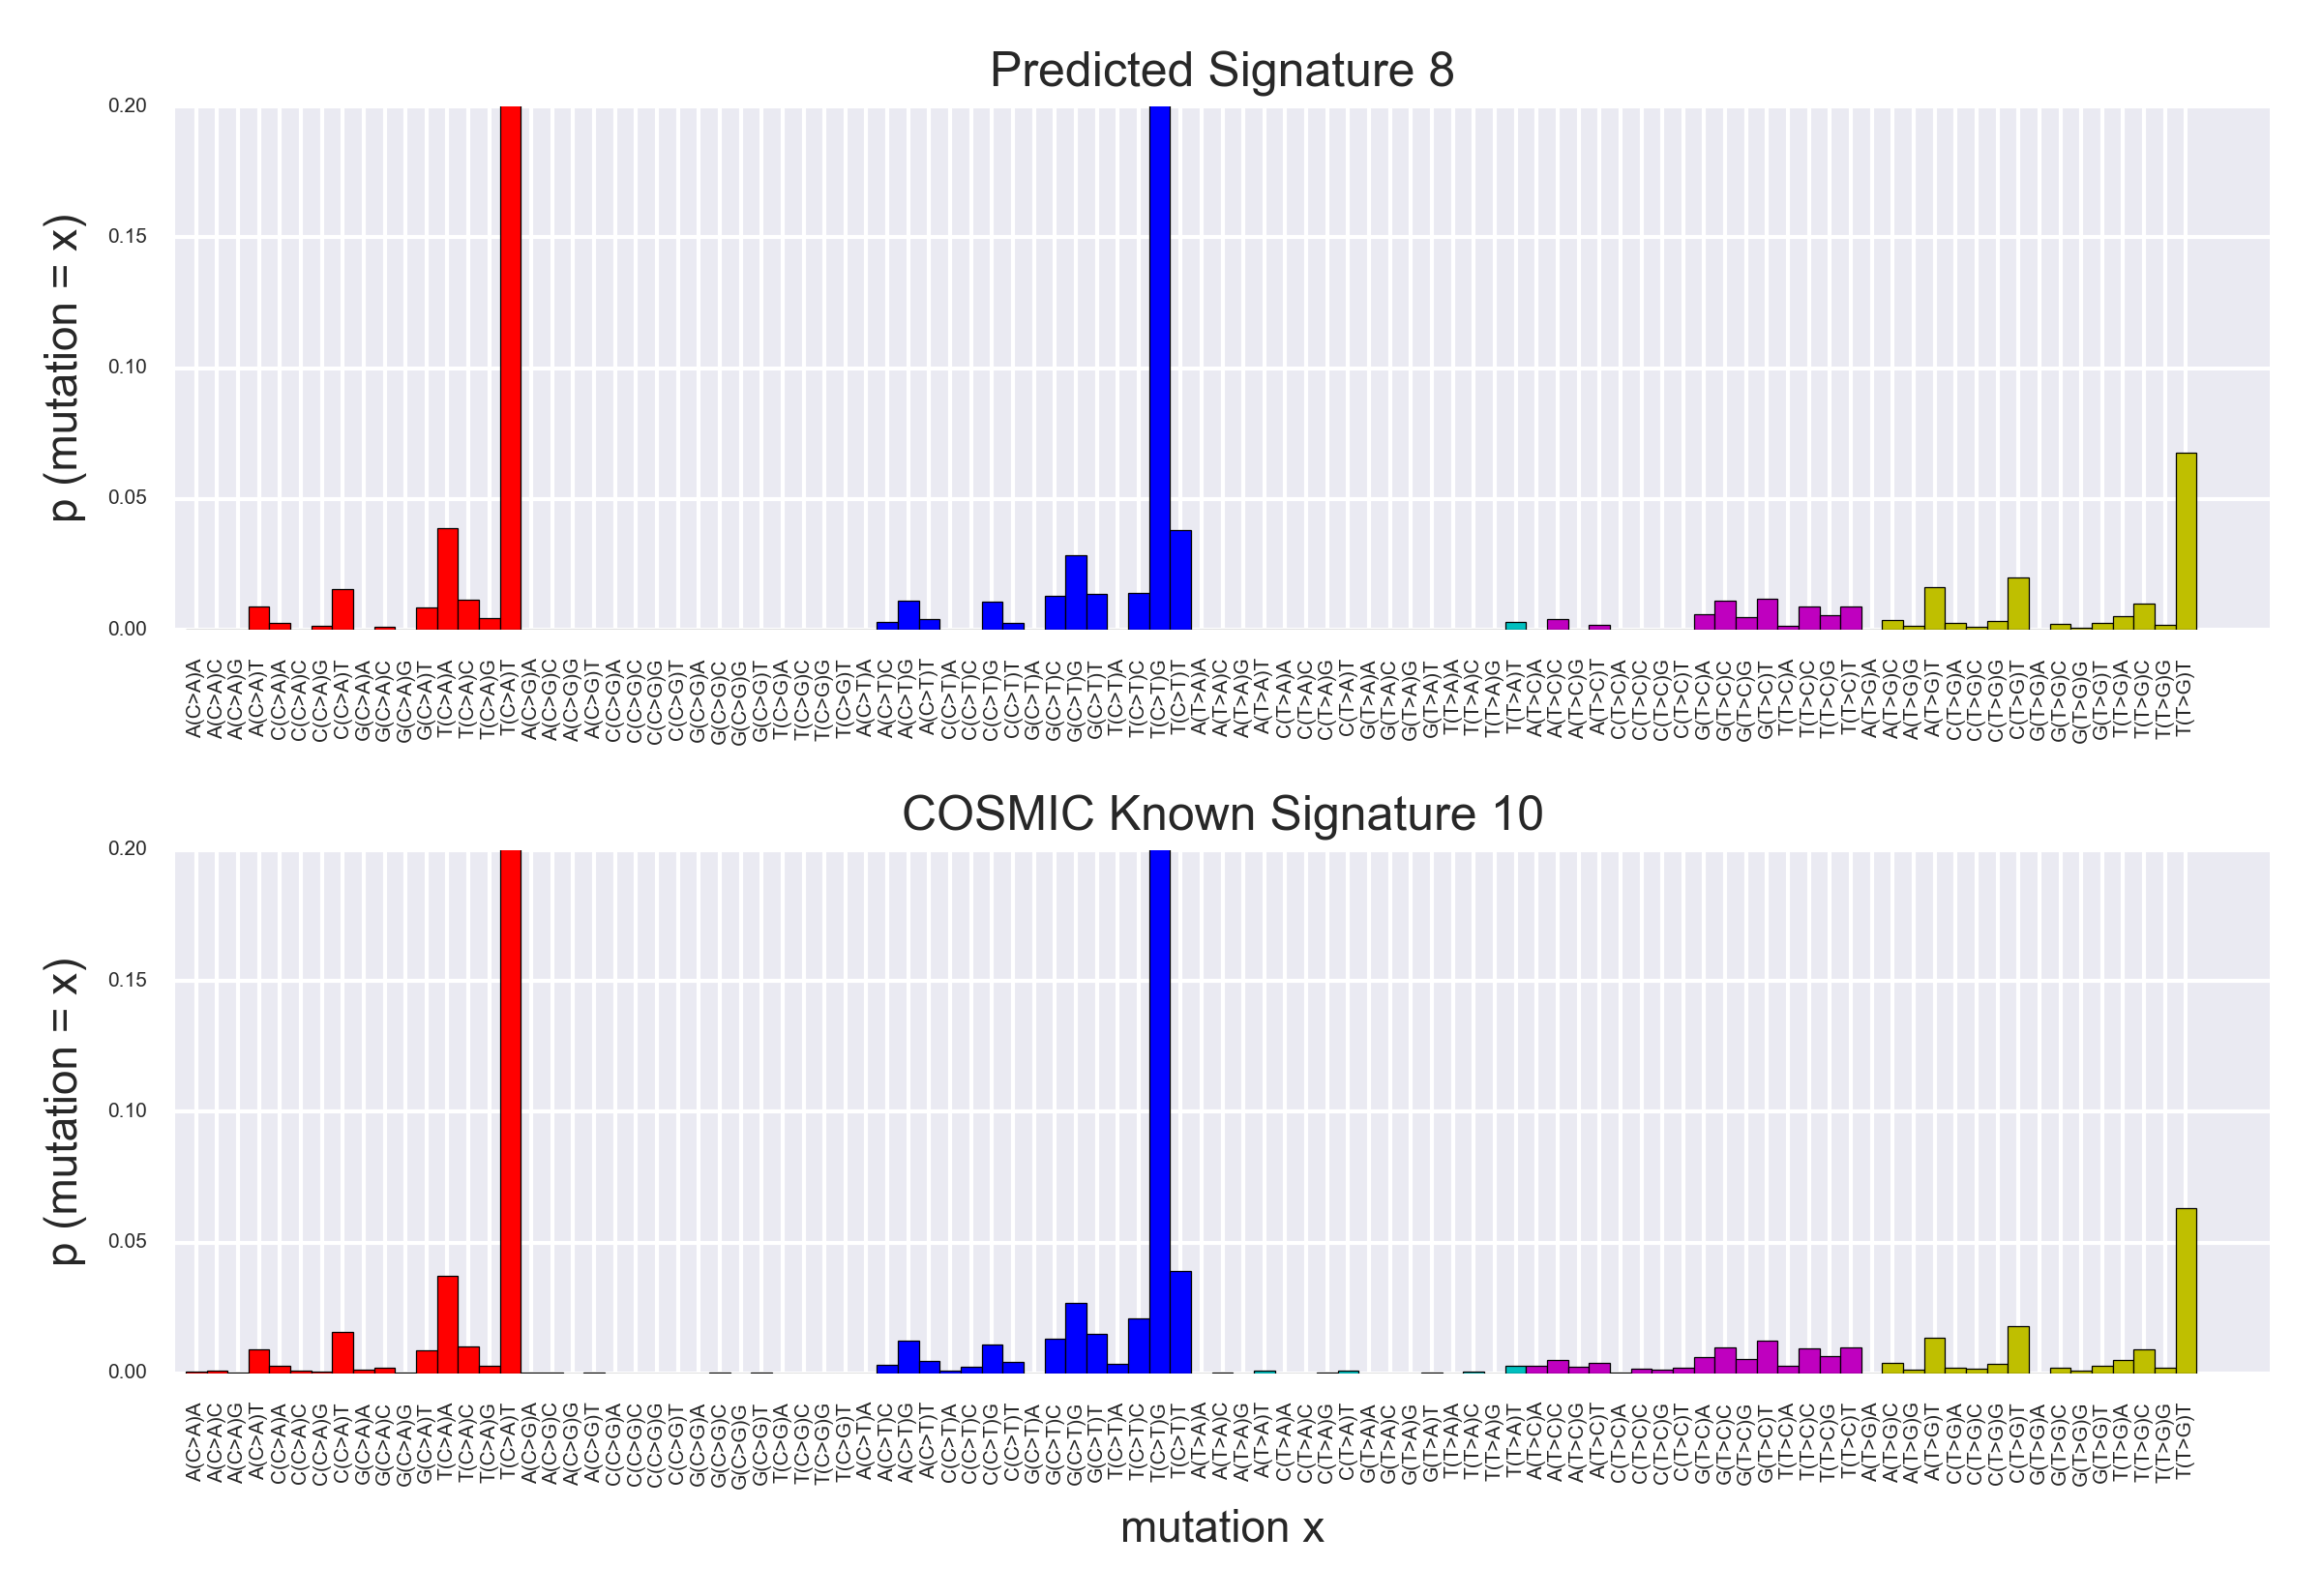 Predicted Signature 8
p (mutation = x)
0.20
0.15
0.10
0.05
0.00
A(C>A)A A(C>A)C A(C>A)G A(C>A)T C(C>A)A C(C>A)C C(C>A)G C(C>A)T G(C>A)A G(C>A)C G(C>A)G G(C>A)T T(C>A)A T(C>A)C T(C>A)G T(C>A)T A(C>G)A A(C>G)C A(C>G)G A(C>G)T C(C>G)A C(C>G)C C(C>G)G C(C>G)T G(C>G)A G(C>G)C G(C>G)G G(C>G)T T(C>G)A T(C>G)C T(C>G)G T(C>G)T A(C>T)A A(C>T)C A(C>T)G A(C>T)T C(C>T)A C(C>T)C C(C>T)G C(C>T)T G(C>T)A G(C>T)C G(C>T)G G(C>T)T T(C>T)A T(C>T)C T(C>T)G T(C>T)T A(T>A)A A(T>A)C A(T>A)G A(T>A)T C(T>A)A C(T>A)C C(T>A)G C(T>A)T G(T>A)A G(T>A)C G(T>A)G G(T>A)T T(T>A)A T(T>A)C T(T>A)G T(T>A)T A(T>C)A A(T>C)C A(T>C)G A(T>C)T C(T>C)A C(T>C)C C(T>C)G C(T>C)T G(T>C)A G(T>C)C G(T>C)G G(T>C)T T(T>C)A T(T>C)C T(T>C)G T(T>C)T A(T>G)A A(T>G)C A(T>G)G A(T>G)T C(T>G)A C(T>G)C C(T>G)G C(T>G)T G(T>G)A G(T>G)C G(T>G)G G(T>G)T T(T>G)A T(T>G)C T(T>G)G T(T>G)T
COSMIC Known Signature 10
p (mutation = x)
0.20
0.15
0.10
0.05
0.00
A(C>A)A A(C>A)C A(C>A)G A(C>A)T C(C>A)A C(C>A)C C(C>A)G C(C>A)T G(C>A)A G(C>A)C G(C>A)G G(C>A)T T(C>A)A T(C>A)C T(C>A)G T(C>A)T A(C>G)A A(C>G)C A(C>G)G A(C>G)T C(C>G)A C(C>G)C C(C>G)G C(C>G)T G(C>G)A G(C>G)C G(C>G)G G(C>G)T T(C>G)A T(C>G)C T(C>G)G T(C>G)T A(C>T)A A(C>T)C A(C>T)G A(C>T)T C(C>T)A C(C>T)C C(C>T)G C(C>T)T G(C>T)A G(C>T)C G(C>T)G G(C>T)T T(C>T)A T(C>T)C T(C>T)G T(C>T)T A(T>A)A A(T>A)C A(T>A)G A(T>A)T C(T>A)A C(T>A)C C(T>A)G C(T>A)T G(T>A)A G(T>A)C G(T>A)G G(T>A)T T(T>A)A T(T>A)C T(T>A)G T(T>A)T A(T>C)A A(T>C)C A(T>C)G A(T>C)T C(T>C)A C(T>C)C C(T>C)G C(T>C)T G(T>C)A G(T>C)C G(T>C)G G(T>C)T T(T>C)A T(T>C)C T(T>C)G T(T>C)T A(T>G)A A(T>G)C A(T>G)G A(T>G)T C(T>G)A C(T>G)C C(T>G)G C(T>G)T G(T>G)A G(T>G)C G(T>G)G G(T>G)T T(T>G)A T(T>G)C T(T>G)G T(T>G)T
mutation x